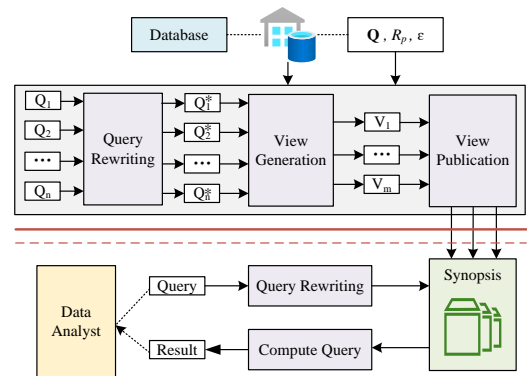 Database
Q , Rp, ε
Q1
Q2
...
Qn
Query
Rewriting
Q1*
Q2*
...
Qn*
View
Generation
V1
...
Vm
View
Publication
Data
Analyst
Query
Query Rewriting
Synopsis
Result
Compute Query